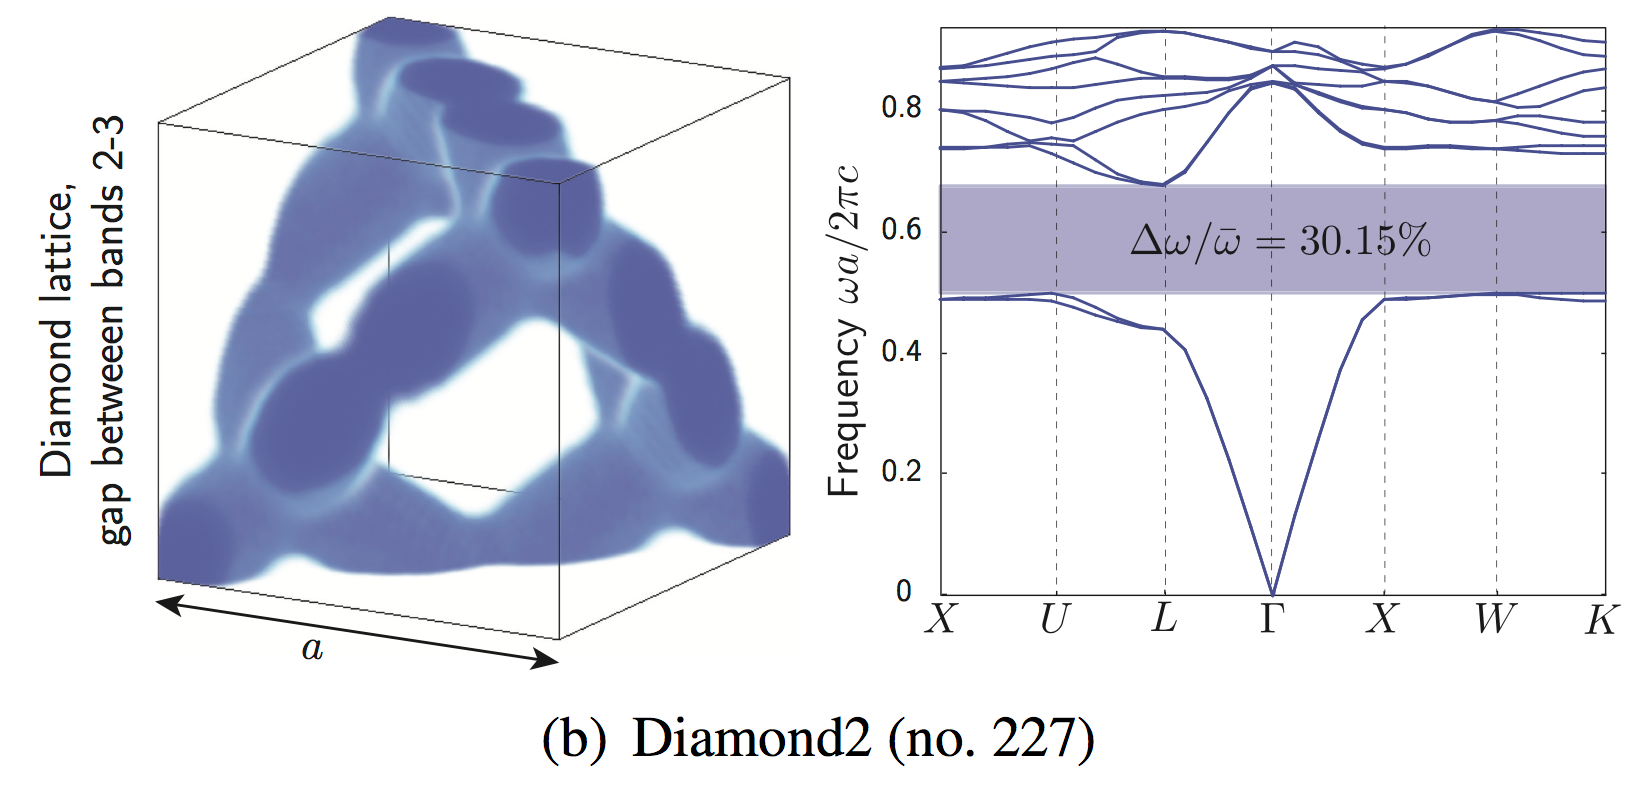 Diamond lattice,
gap betweeen bands 2-3
a
Frequency ωa/2πc
0.8
0.6
0.4
0.2
0
Δω/ω̄ = 30.15%
X U L Γ X W K
(b) Diamond2 (no. 227)